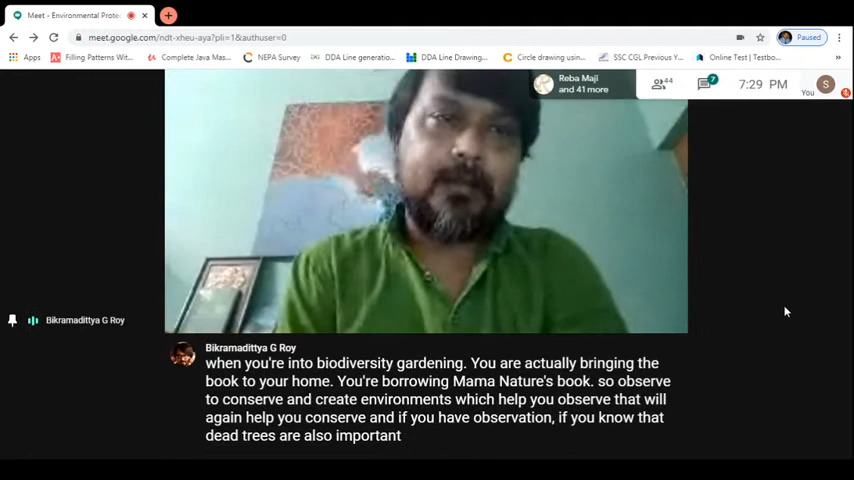 Meet - Environmental Prote
meet.google.com/ndt-xheu-aya?pli=1&authuser=0
Paused
Apps
Filling Patterns Wit...
Complete Java Mas...
NEPA Survey
DDA Line generatio...
DDA Line Drawing...
Circle drawing using...
SSC CGL Previous Y...
Online Test | Testbo...
Reba Maji
and 41 more
44
7
7:29 PM
You
S
Bikramadittya G Roy
Bikramadittya G Roy
when you're into biodiversity gardening. You are actually bringing the
book to your home. You're borrowing Mama Nature's book. so observe
to conserve and create environments which help you observe that will
again help you conserve and if you have observation, if you know that
dead trees are also important